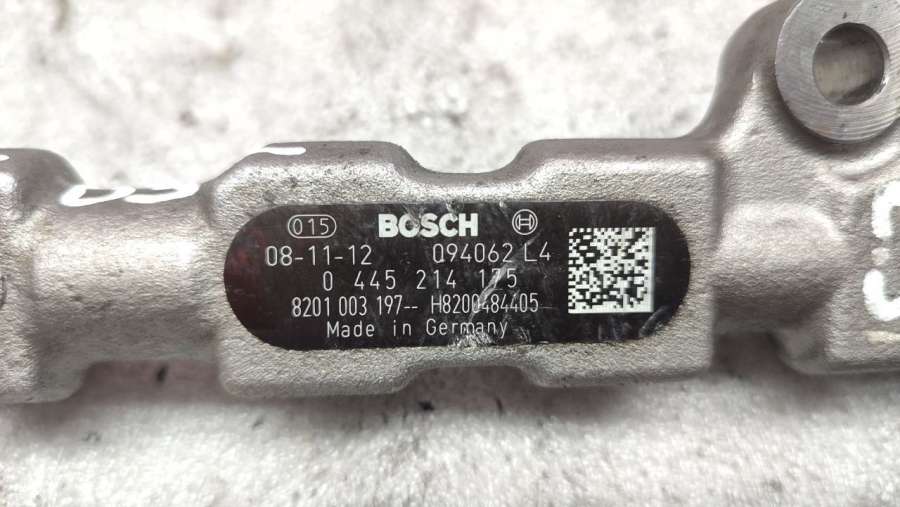 015 BOSCH
08-11-12 094062 L4
0 445 214 175
8201 003 197-- H8200484405--
Made in Germany